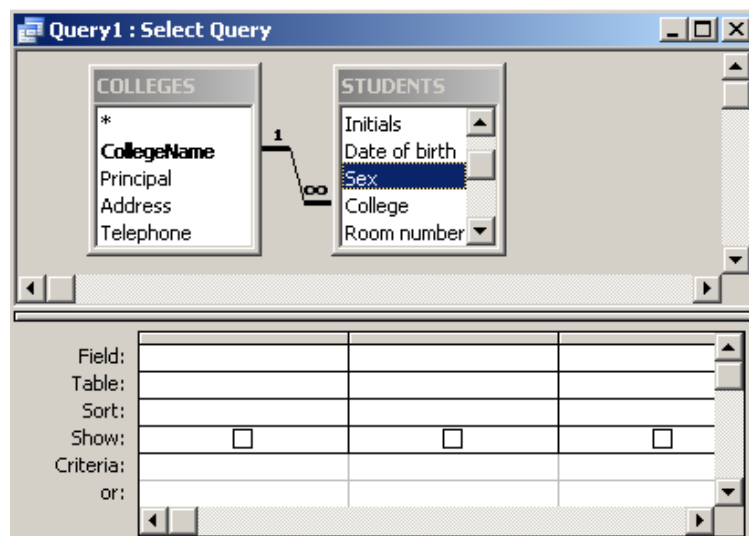 Query1 : Select Query
COLLEGES
*
CollegeName
Principal
Address
Telephone
1
∞
STUDENTS
Initials
Date of birth
Sex
College
Room number
Field:
Table:
Sort:
Show:
Criteria:
or: